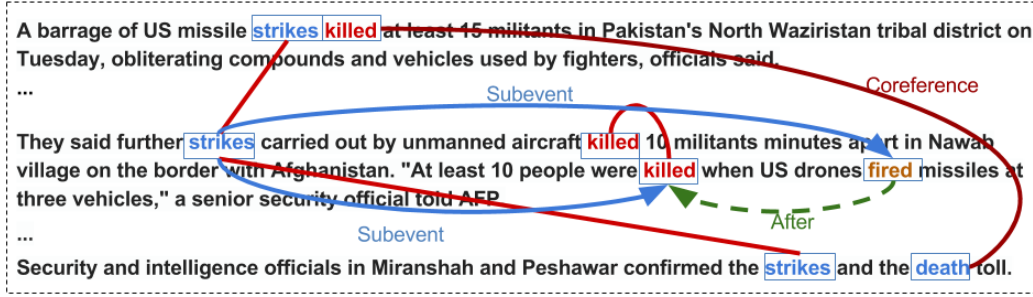 A barrage of US missile strikes killed at least 15 militants in Pakistan's North Waziristan tribal district on
Tuesday, obliterating compounds and vehicles used by fighters, officials said.
...
Coreference
Subevent
They said further strikes carried out by unmanned aircraft killed 10 militants minutes apart in Nawab
village on the border with Afghanistan. "At least 10 people were killed when US drones fired missiles at
three vehicles," a senior security official told AFP
After
...
Subevent
Security and intelligence officials in Miranshah and Peshawar confirmed the strikes and the death toll.